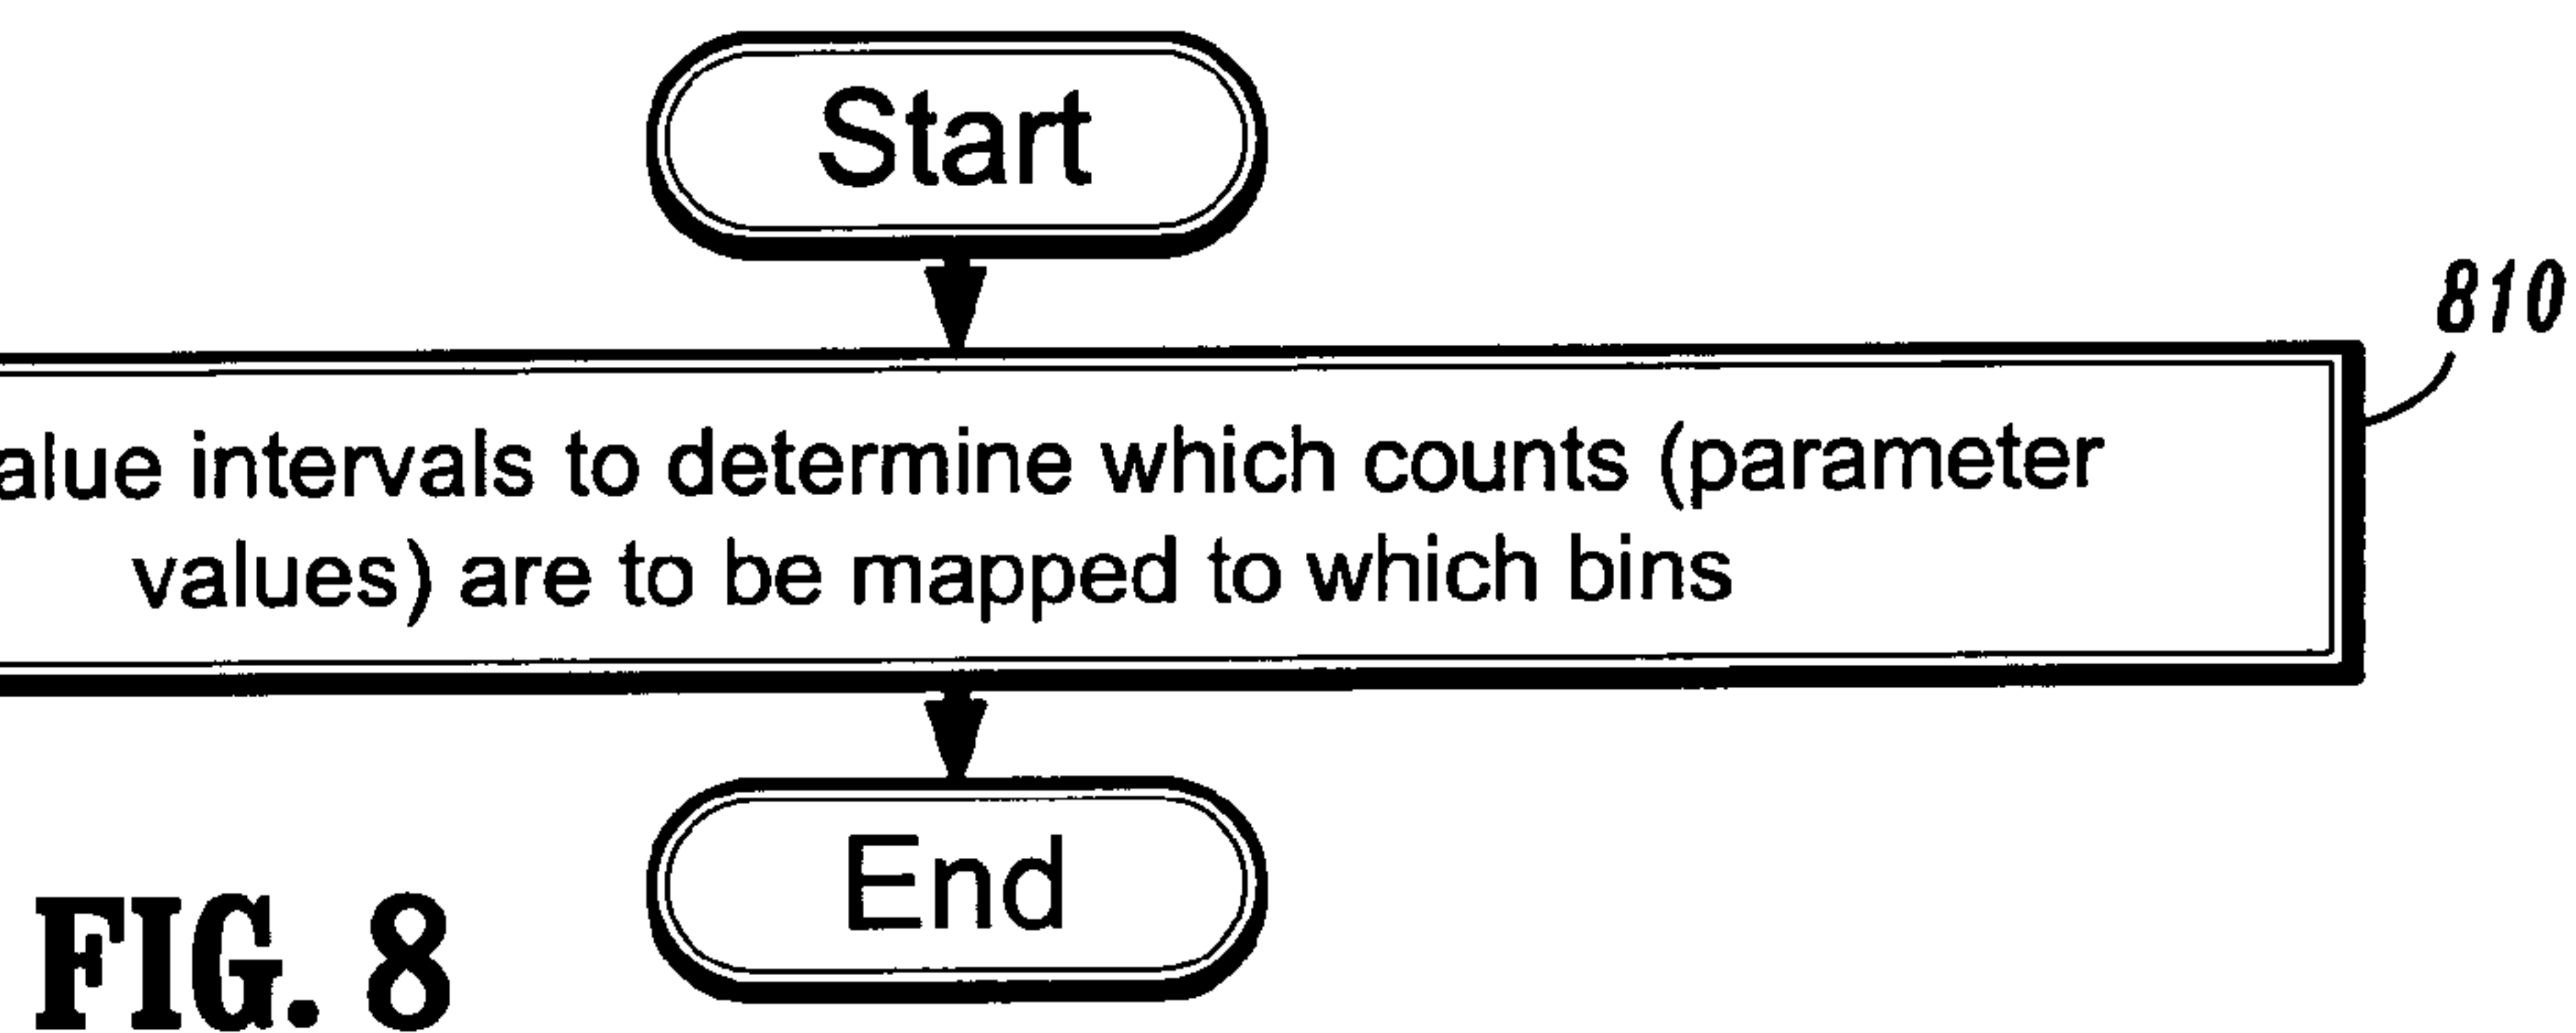 Start
810
alue intervals to determine which counts (parameter
values) are to be mapped to which bins
End
FIG. 8